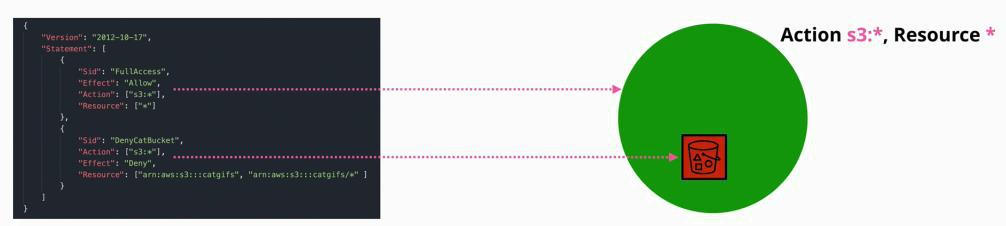 {
"Version": "2012-10-17",
"Statement": [
{
"Sid": "FullAccess",
"Effect": "Allow",
"Action": ["s3:*"],
"Resource": ["*"]
},
{
"Sid": "DenyCatBucket",
"Action": ["s3:*"],
"Effect": "Deny",
"Resource": ["arn:aws:s3:::catgifs", "arn:aws:s3:::catgifs/*" ]
}
]
}
Action s3:*, Resource *